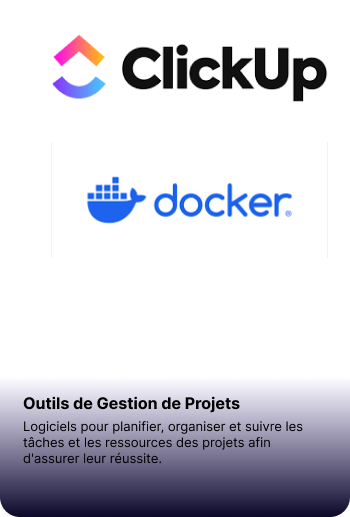 ClickUp
docker®
Outils de Gestion de Projets
Logiciels pour planifier, organiser et suivre les
tâches et les ressources des projets afin
d'assurer leur réussite.